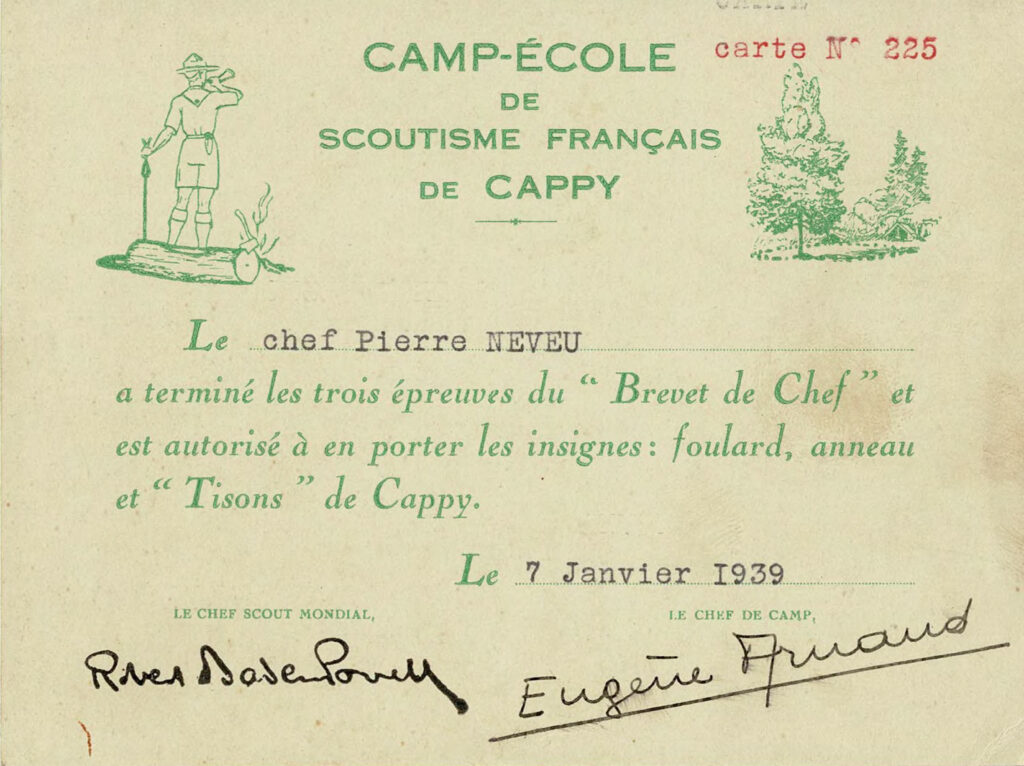 carte N° 225
CAMP-ÉCOLE
DE
SCOUTISME FRANÇAIS
DE CAPPY
Le chef Pierre NEVEU
a terminé les trois épreuves du “ Brevet de Chef ” et
est autorisé à en porter les insignes : foulard, anneau
et “ Tisons ” de Cappy.
Le 7 Janvier 1939
LE CHEF SCOUT MONDIAL,
LE CHEF DE CAMP,
Robert Baden Powell
Eugène Arnaud